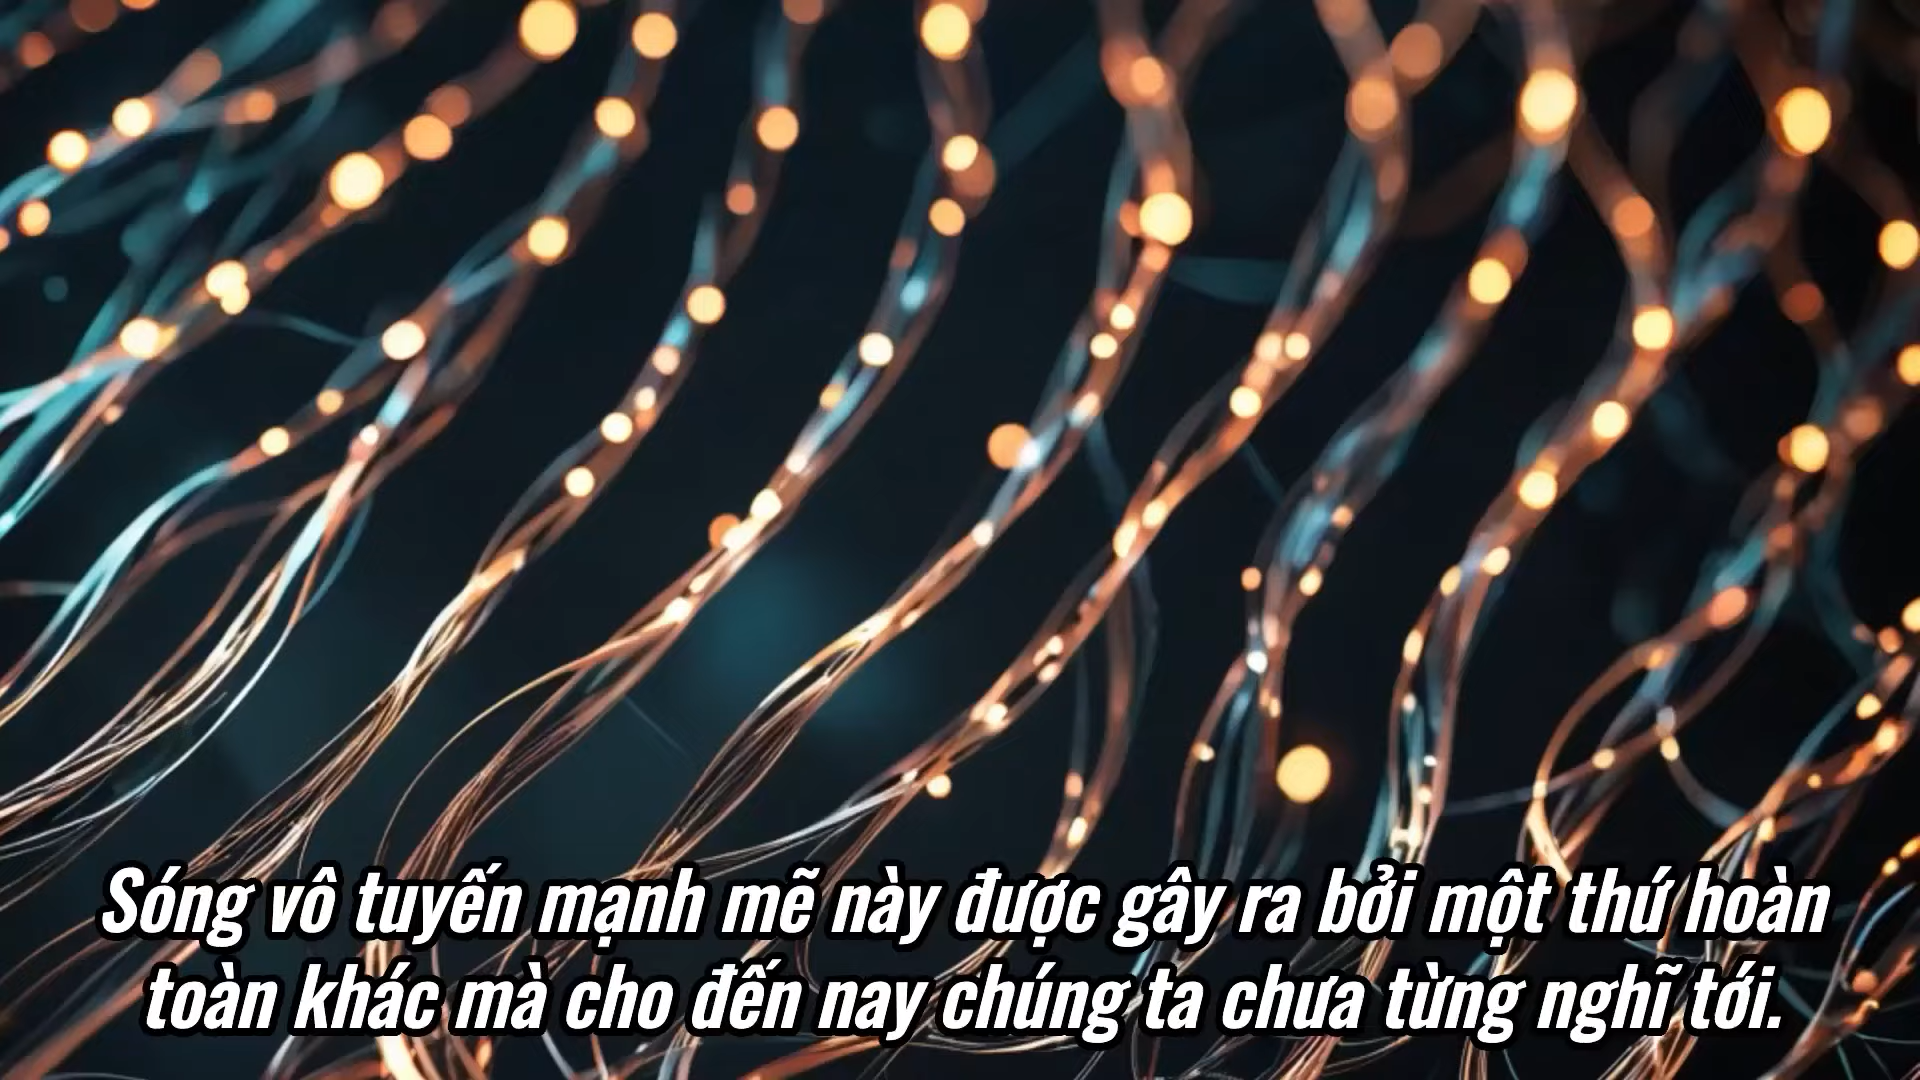 Sóng vô tuyến mạnh mẽ này được gây ra bởi một thứ hoàn
toàn khác mà cho đến nay chúng ta chưa từng nghĩ tới.